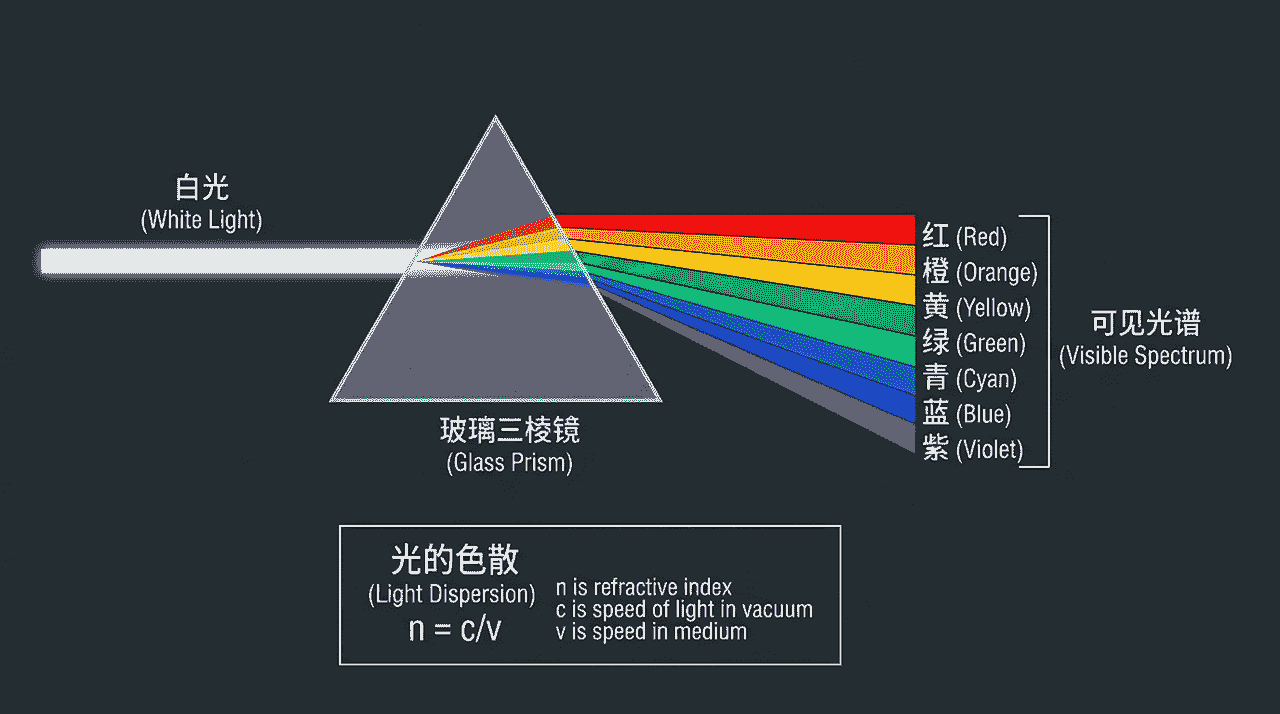 白光
(White Light)
红 (Red)
橙 (Orange)
黄 (Yellow)
绿 (Green)
青 (Cyan)
蓝 (Blue)
紫 (Violet)
可见光谱
(Visible Spectrum)
玻璃三棱镜
(Glass Prism)
光的色散
(Light Dispersion)
n = c/v
n is refractive index
c is speed of light in vacuum
v is speed in medium